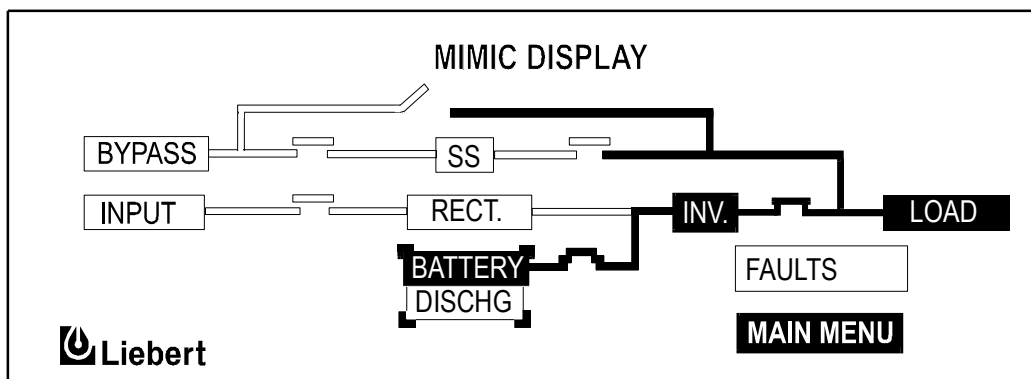 MIMIC DISPLAY
BYPASS
SS
INPUT
RECT.
INV.
LOAD
BATTERY
DISCHG
FAULTS
MAIN MENU
Liebert